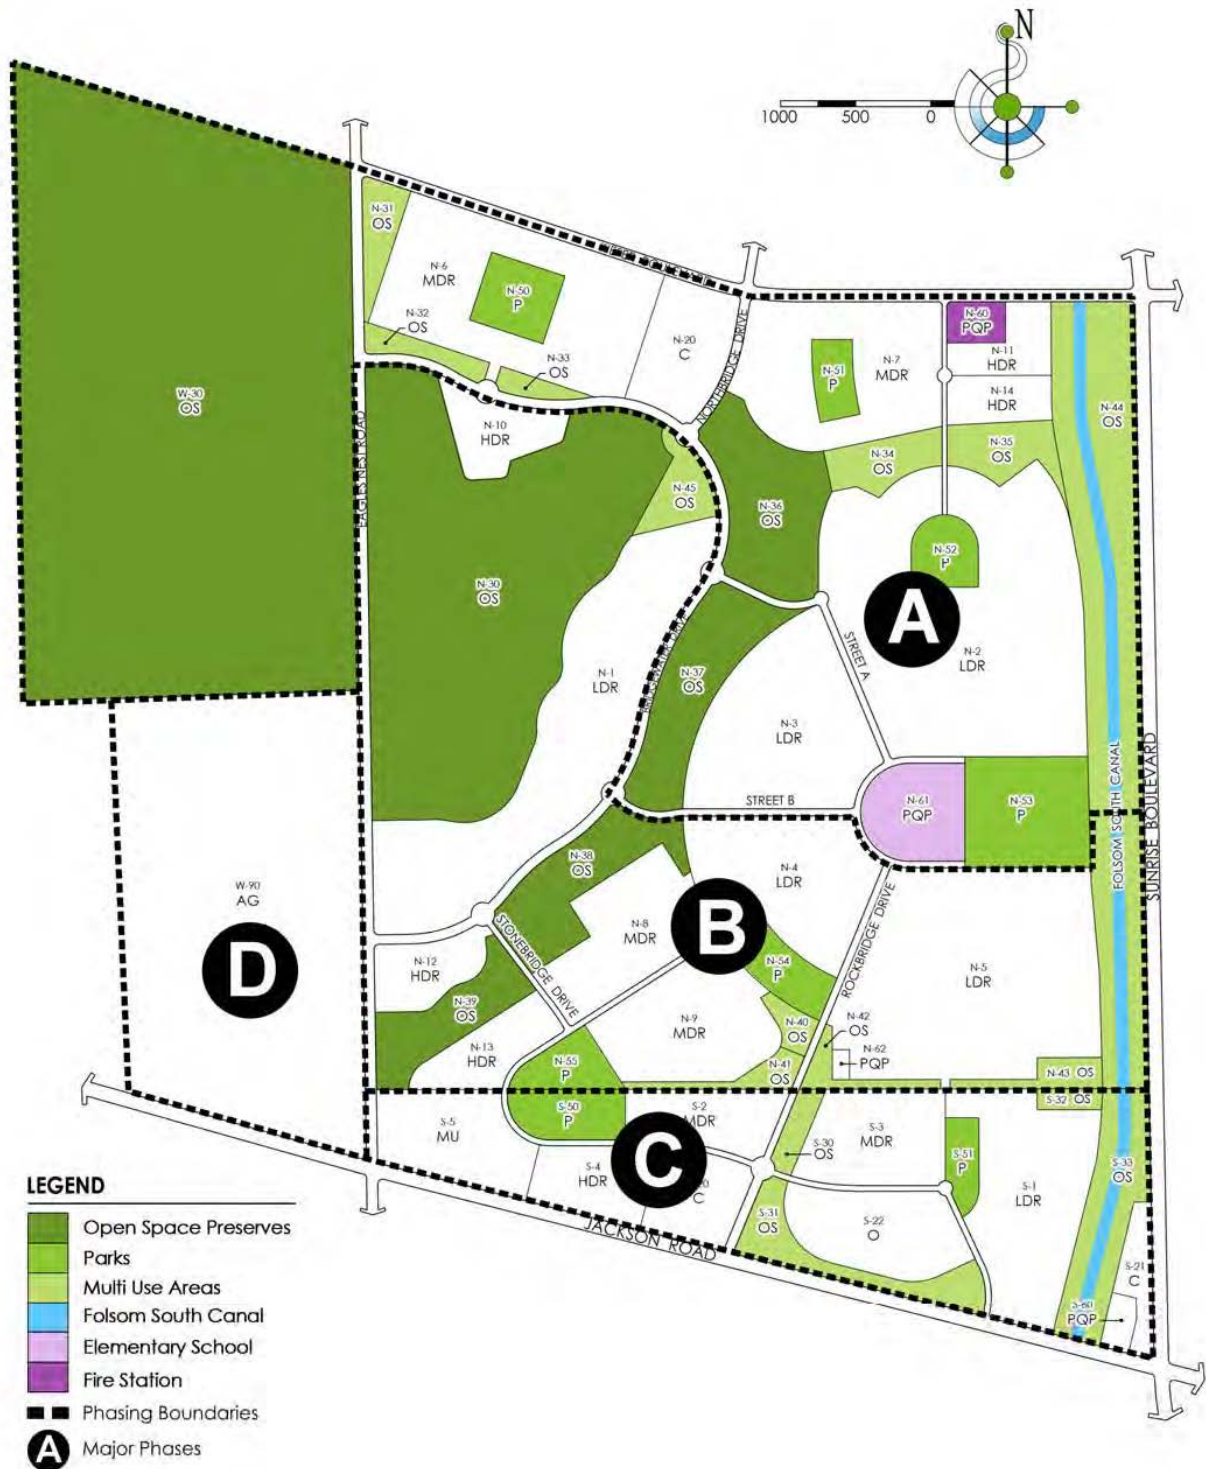 N
1000 500 0
N-31
OS
N-6
MDR
N-50
P
N-32
OS
N-33
OS
N-20
C
NORTHBRIDGE DRIVE
N-60
PQP
N-51
P
N-7
MDR
N-11
HDR
N-14
HDR
N-44
OS
W-30
OS
EAGLES NEST ROAD
N-10
HDR
N-34
OS
N-35
OS
N-45
OS
N-36
OS
N-52
P
N-30
OS
A
STREET A
N-2
LDR
N-1
LDR
N-37
OS
N-3
LDR
STREET B
N-61
PQP
N-53
P
FOLSOM SOUTH CANAL
SUNRISE BOULEVARD
W-90
AG
D
N-38
OS
N-4
LDR
B
N-8
MDR
STONEBRIDGE DRIVE
ROCKBRIDGE DRIVE
N-54
P
N-5
LDR
N-12
HDR
N-39
OS
N-9
MDR
N-40
OS
N-42
OS
N-13
HDR
N-55
P
N-41
OS
N-62
PQP
N-43 OS
S-32 OS
S-5
MU
S-50
P
S-2
MDR
C
S-30
OS
S-3
MDR
S-51
P
S-1
LDR
S-33
OS
S-4
HDR
C
S-31
OS
S-22
O
S-21
C
S-60
PQP
JACKSON ROAD
LEGEND
Open Space Preserves
Parks
Multi Use Areas
Folsom South Canal
Elementary School
Fire Station
Phasing Boundaries
A Major Phases